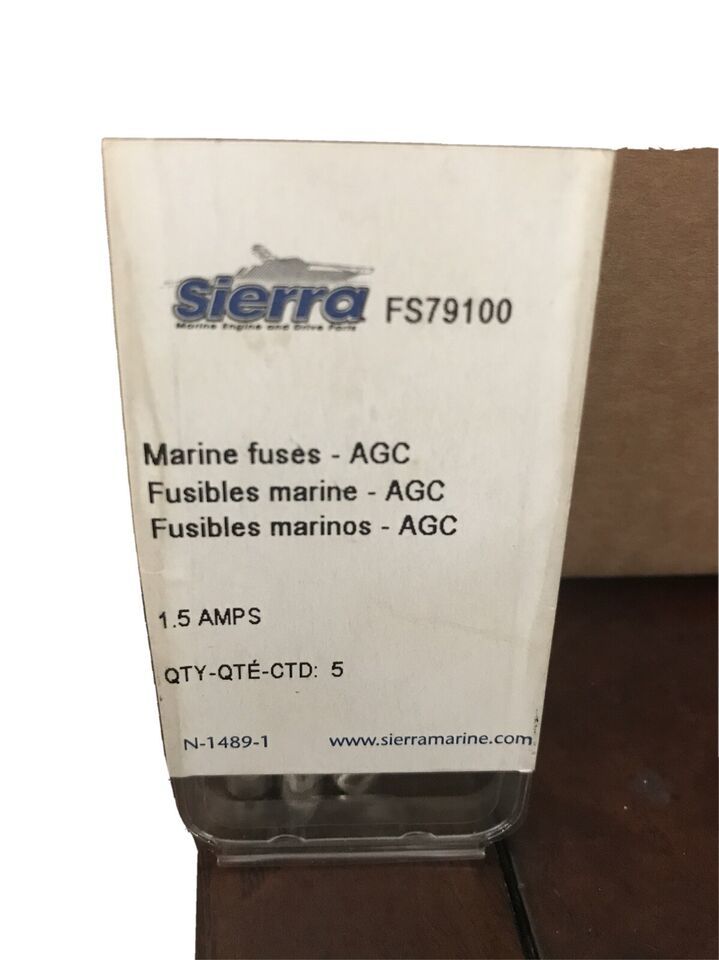 Sierra FS79100
Marine Engine and Drive Parts
Marine fuses - AGC
Fusibles marine - AGC
Fusibles marinos - AGC
1.5 AMPS
QTY-QTÉ-CTD: 5
N-1489-1 www.sierramarine.com